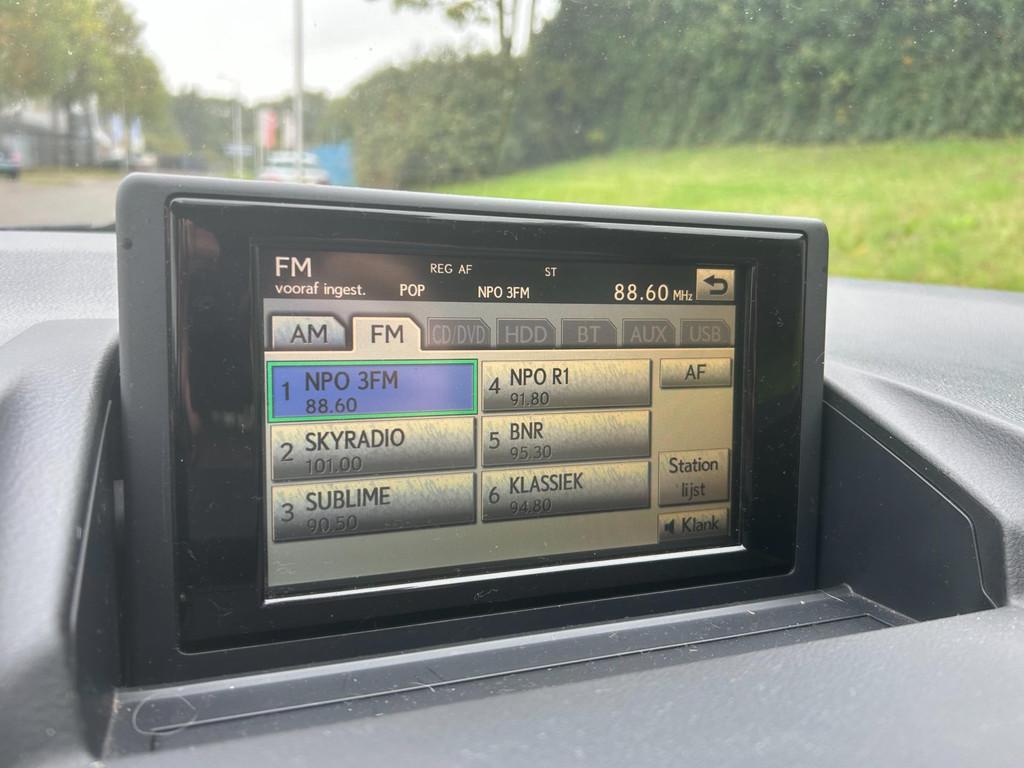 FM REG AF ST
vooraf ingest. POP NPO 3FM 88.60 MHz
AM FM CD/DVD HDD BT AUX USB
1 NPO 3FM
88.60
4 NPO R1
91.80
AF
2 SKYRADIO
101.00
5 BNR
95.30
Station
lijst
3 SUBLIME
90.50
6 KLASSIEK
94.80
Klank